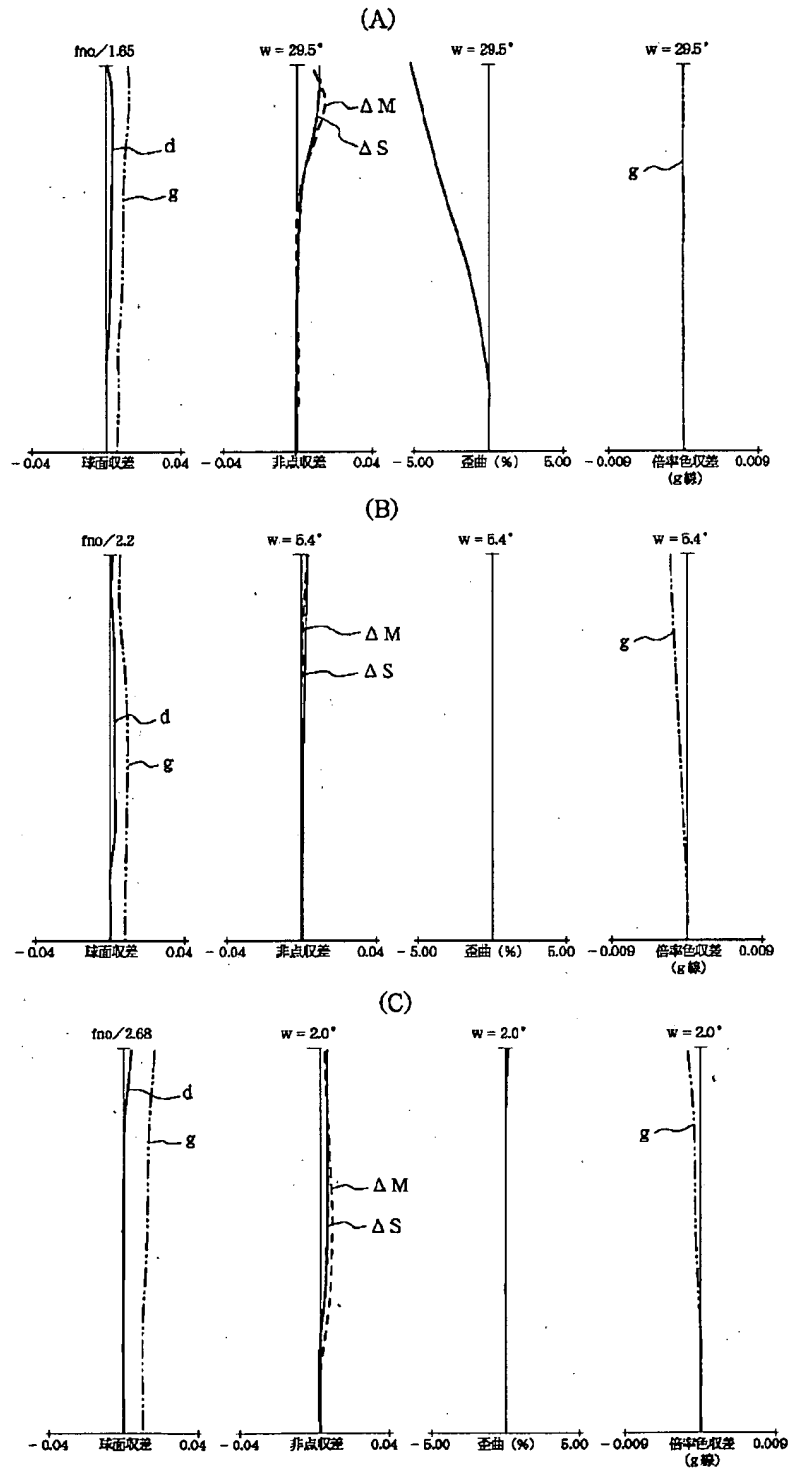 (A)
fno/1.65
w = 29.5°
w = 29.5°
w = 29.5°
ΔM
d
ΔS
g
g
-0.04 球面収差 0.04
-0.04 非点収差 0.04
-5.00 歪曲 (%) 5.00
-0.009 倍率色収差 0.009
(g線)
(B)
fno/2.2
w = 5.4°
w = 5.4°
w = 5.4°
ΔM
g
ΔS
d
g
-0.04 球面収差 0.04
-0.04 非点収差 0.04
-5.00 歪曲 (%) 5.00
-0.009 倍率色収差 0.009
(g線)
(C)
fno/2.68
w = 2.0°
w = 2.0°
w = 2.0°
d
g
g
ΔM
ΔS
-0.04 球面収差 0.04
-0.04 非点収差 0.04
-5.00 歪曲 (%) 5.00
-0.009 倍率色収差 0.009
(g線)